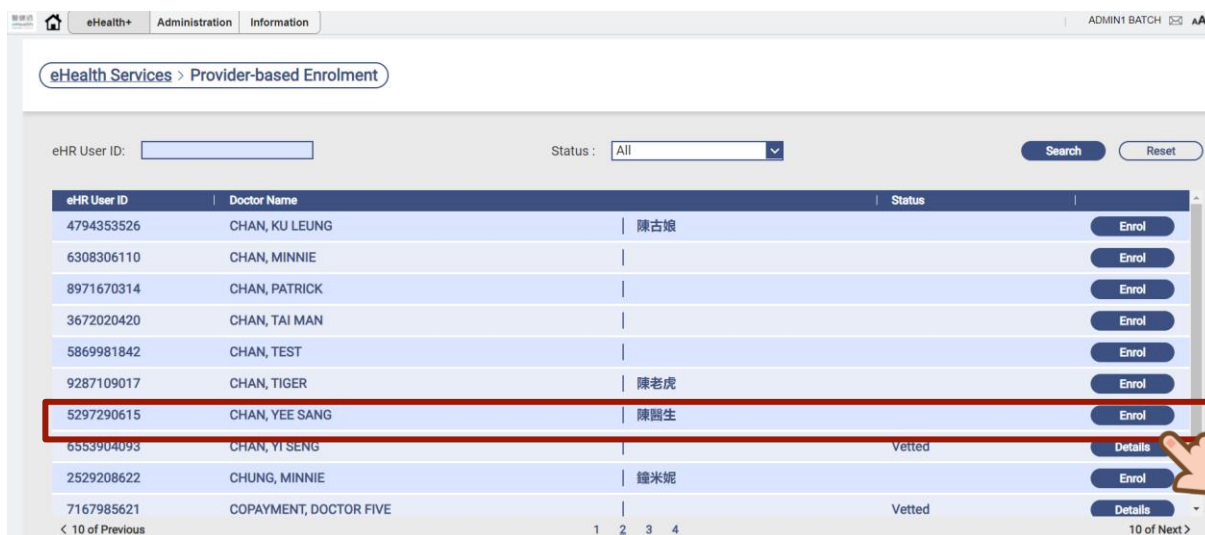 eHealth+ Administration Information ADMIN1 BATCH AA
eHealth Services > Provider-based Enrolment
eHR User ID: Status : All Search Reset
eHR User ID Doctor Name Status
4794353526 CHAN, KU LEUNG 陳古娘 Enrol
6308306110 CHAN, MINNIE Enrol
8971670314 CHAN, PATRICK Enrol
3672020420 CHAN, TAI MAN Enrol
5869981842 CHAN, TEST Enrol
9287109017 CHAN, TIGER 陳老虎 Enrol
5297290615 CHAN, YEE SANG 陳醫生 Enrol
6553904093 CHAN, YI SENG Vetted Details
2529208622 CHUNG, MINNIE 鐘米妮 Enrol
7167985621 COPAYMENT, DOCTOR FIVE Vetted Details
< 10 of Previous 1 2 3 4 10 of Next >